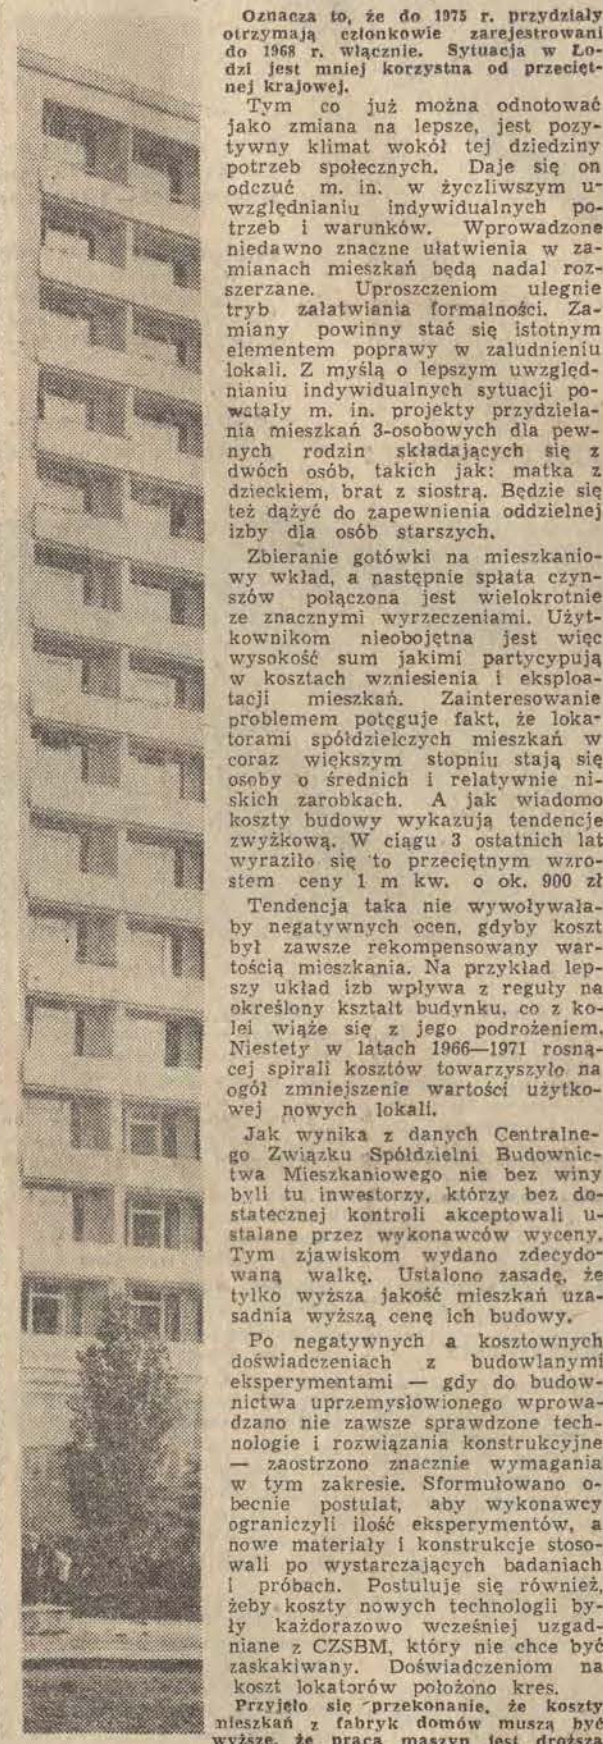 Oznacza to, że do 1975 r. przydziały
otrzymają członkowie zarejestrowani
do 1968 r. włącznie. Sytuacja w Ło-
dzi jest mniej korzystna od przecięt-
nej krajowej.
Tym co już można odnotować
jako zmiana na lepsze, jest pozy-
tywny klimat wokół tej dziedziny
potrzeb społecznych. Daje się on
odczuć m. in. w życzliwszym u-
względnianiu indywidualnych po-
trzeb i warunków. Wprowadzone
niedawno znaczne ułatwienia w za-
mianach mieszkań będą nadal roz-
szerzane. Uproszczeniom ulegnie
tryb załatwiania formalności. Za-
miany powinny stać się istotnym
elementem poprawy w zaludnieniu
lokali. Z myślą o lepszym uwzględ-
nianiu indywidualnych sytuacji po-
watały m. in. projekty przydziela-
nia mieszkań 3-osobowych dla pew-
nych rodzin składających się z
dwóch osób, takich jak: matka z
dzieckiem, brat z siostrą. Będzie się
też dążyć do zapewnienia oddzielnej
izby dla osób starszych.
Zbieranie gotówki na mieszkanio-
wy wkład, a następnie spłata czyn-
szów połączona jest wielokrotnie
ze znacznymi wyrzeczeniami. Użyt-
kownikom nieobojętna jest więc
wysokość sum jakimi partycypują
w kosztach wzniesienia i eksploa-
tacji mieszkań. Zainteresowanie
problemem potęguje fakt, że loka-
torami spółdzielczych mieszkań w
coraz większym stopniu stają się
osoby o średnich i relatywnie ni-
skich zarobkach. A jak wiadomo
koszty budowy wykazują tendencje
zwyżkową. W ciągu 3 ostatnich lat
wyraziło się to przeciętnym wzro-
stem ceny 1 m kw. o ok. 900 zł
Tendencja taka nie wywoływała-
by negatywnych ocen, gdyby koszt
był zawsze rekompensowany war-
tością mieszkania. Na przykład lep-
szy układ izb wpływa z reguły na
określony kształt budynku, co z ko-
lei wiąże się z jego podrożeniem.
Niestety w latach 1966—1971 rosną-
cej spirali kosztów towarzyszyło na
ogół zmniejszenie wartości użytko-
wej nowych lokali.
Jak wynika z danych Centralne-
go Związku Spółdzielni Budownic-
twa Mieszkaniowego nie bez winy
byli tu inwestorzy, którzy bez do-
statecznej kontroli akceptowali u-
stalane przez wykonawców wyceny.
Tym zjawiskom wydano zdecydo-
waną walkę. Ustalono zasadę, że
tylko wyższa jakość mieszkań uza-
sadnia wyższą cenę ich budowy.
Po negatywnych a kosztownych
doświadczeniach z budowlanymi
eksperymentami — gdy do budow-
nictwa uprzemysłowionego wprowa-
dzano nie zawsze sprawdzone tech-
nologie i rozwiązania konstrukcyjne
— zaostrzono znacznie wymagania
w tym zakresie. Sformułowano o-
becnie postulat, aby wykonawcy
ograniczyli ilość eksperymentów, a
nowe materiały i konstrukcje stoso-
wali po wystarczających badaniach
i próbach. Postuluje się również,
żeby koszty nowych technologii by-
ły każdorazowo wcześniej uzgad-
niane z CZSBM, który nie chce być
zaskakiwany. Doświadczeniom na
koszt lokatorów położono kres.
Przyjęło się przekonanie, że koszty
mieszkań z fabryk domów muszą być
wyższe, że praca maszyn jest droższa